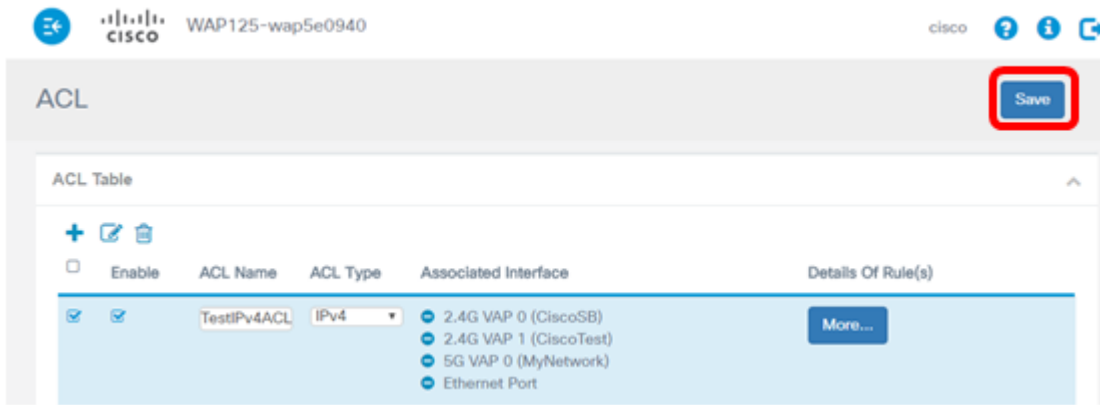 CISCO WAP125-wap5e0940 cisco
ACL Save
ACL Table
Enable ACL Name ACL Type Associated Interface Details Of Rule(s)
TestIPv4ACL IPv4 2.4G VAP 0 (CiscoSB) More...
2.4G VAP 1 (CiscoTest)
5G VAP 0 (MyNetwork)
Ethernet Port